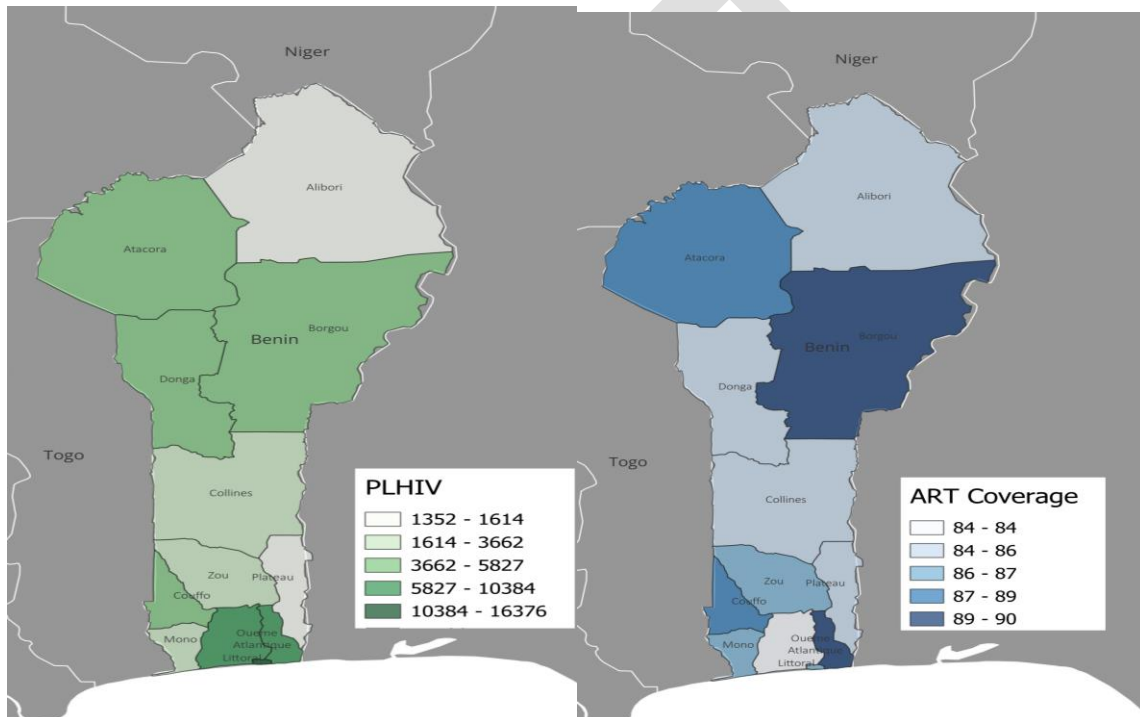 Niger
Alibori
Atacora
Benin
Borgou
Donga
Togo
Collines
Zou
Plateau
Couffo
Mono
Oueme
Atlantique
Littoral
PLHIV
1352 - 1614
1614 - 3662
3662 - 5827
5827 - 10384
10384 - 16376
Niger
Alibori
Atacora
Benin
Borgou
Donga
Togo
Collines
Zou
Plateau
Couffo
Mono
Oueme
Atlantique
Littoral
ART Coverage
84 - 84
84 - 86
86 - 87
87 - 89
89 - 90